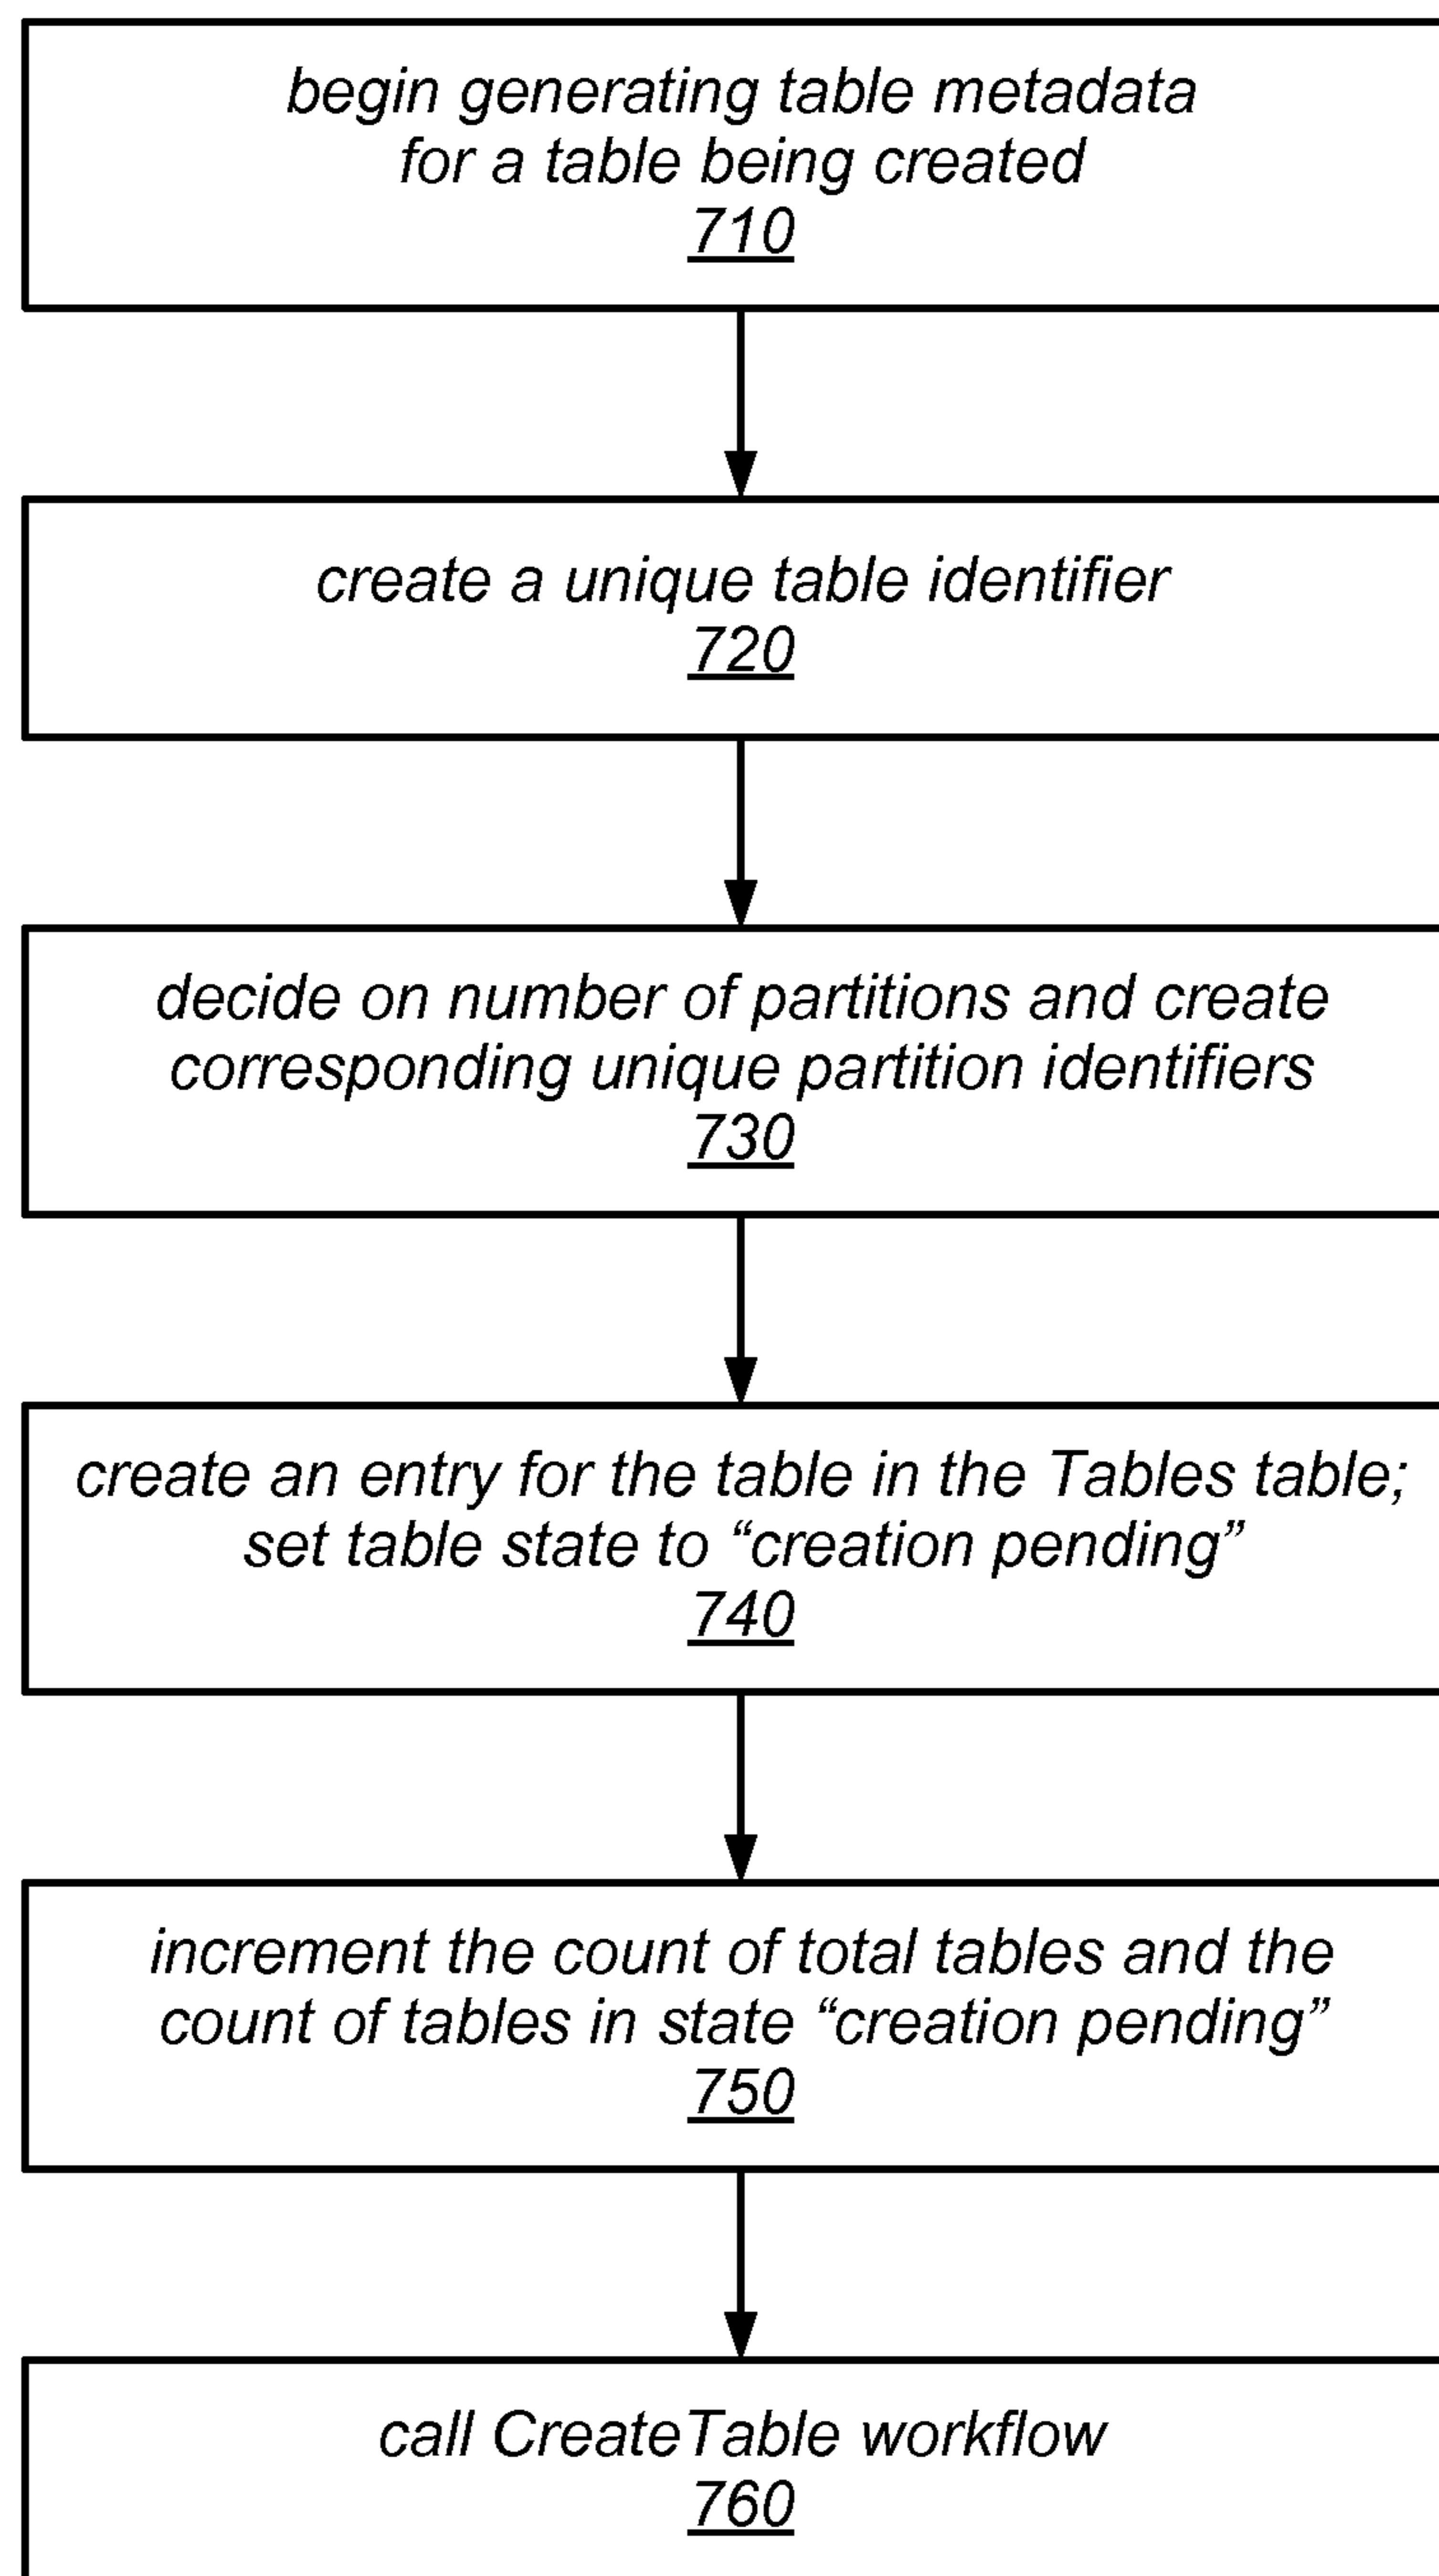 begin generating table metadata
for a table being created
710
create a unique table identifier
720
decide on number of partitions and create
corresponding unique partition identifiers
730
create an entry for the table in the Tables table;
set table state to “creation pending”
740
increment the count of total tables and the
count of tables in state “creation pending”
750
call CreateTable workflow
760